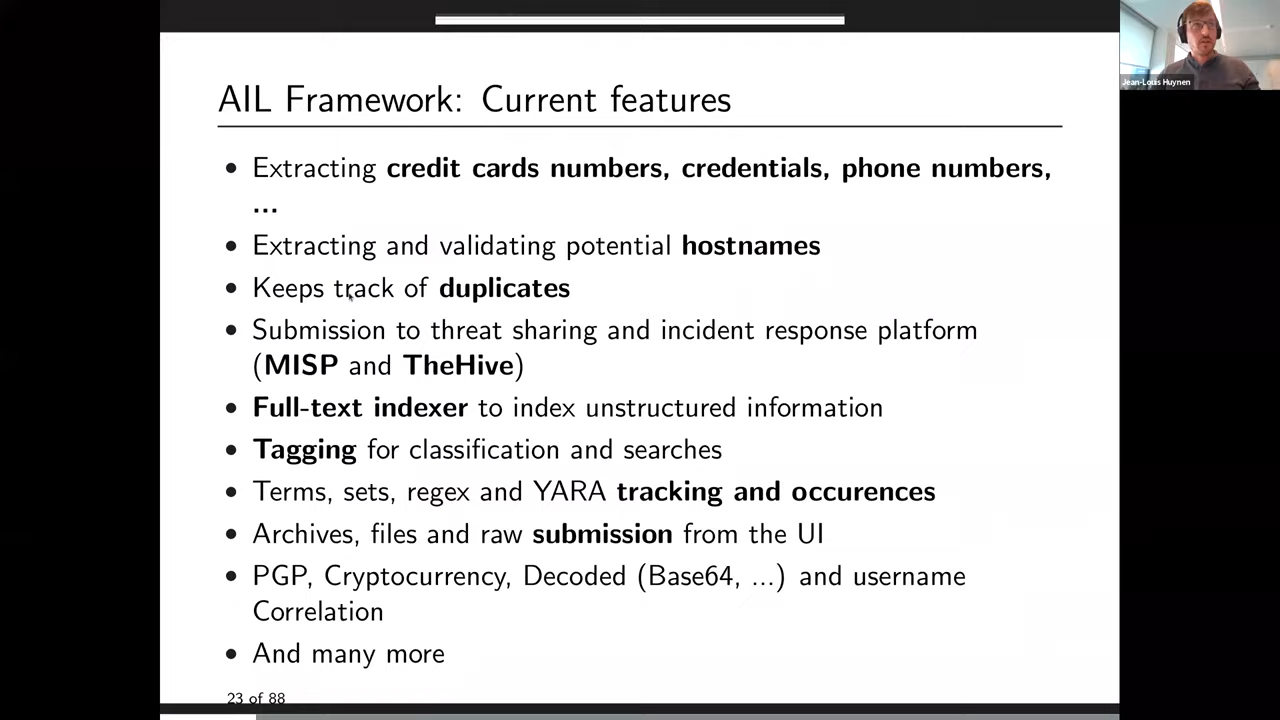 Jean-Louis Huynen
AIL Framework: Current features
• Extracting credit cards numbers, credentials, phone numbers,
...
• Extracting and validating potential hostnames
• Keeps track of duplicates
• Submission to threat sharing and incident response platform
(MISP and TheHive)
• Full-text indexer to index unstructured information
• Tagging for classification and searches
• Terms, sets, regex and YARA tracking and occurences
• Archives, files and raw submission from the UI
• PGP, Cryptocurrency, Decoded (Base64, ...) and username
Correlation
• And many more
23 of 88